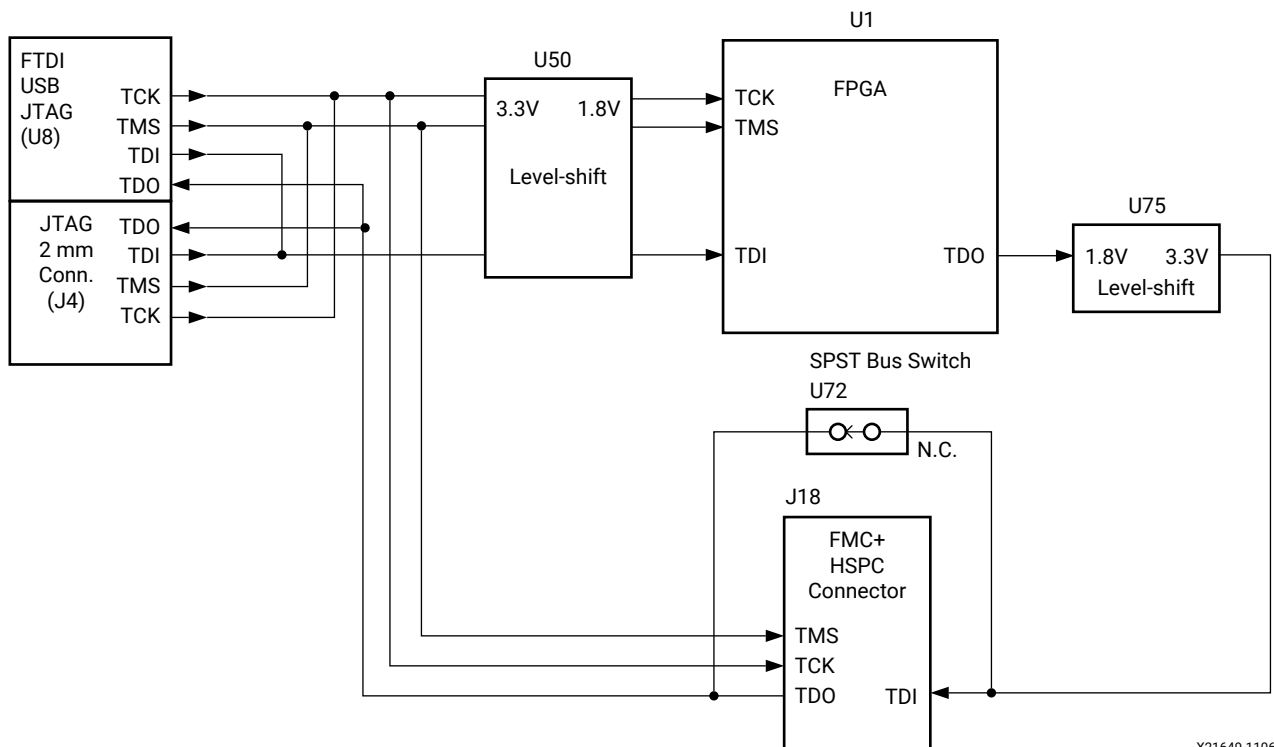 U1
FTDI
USB
JTAG
(U8)
TCK
TMS
TDI
TDO
U50
3.3V 1.8V
Level-shift
TCK
TMS
FPGA
TDI
TDO
U75
1.8V 3.3V
Level-shift
JTAG
2 mm
Conn.
(J4)
TDO
TDI
TMS
TCK
SPST Bus Switch
U72
N.C.
J18
FMC+
HSPC
Connector
TMS
TCK
TDO
TDI